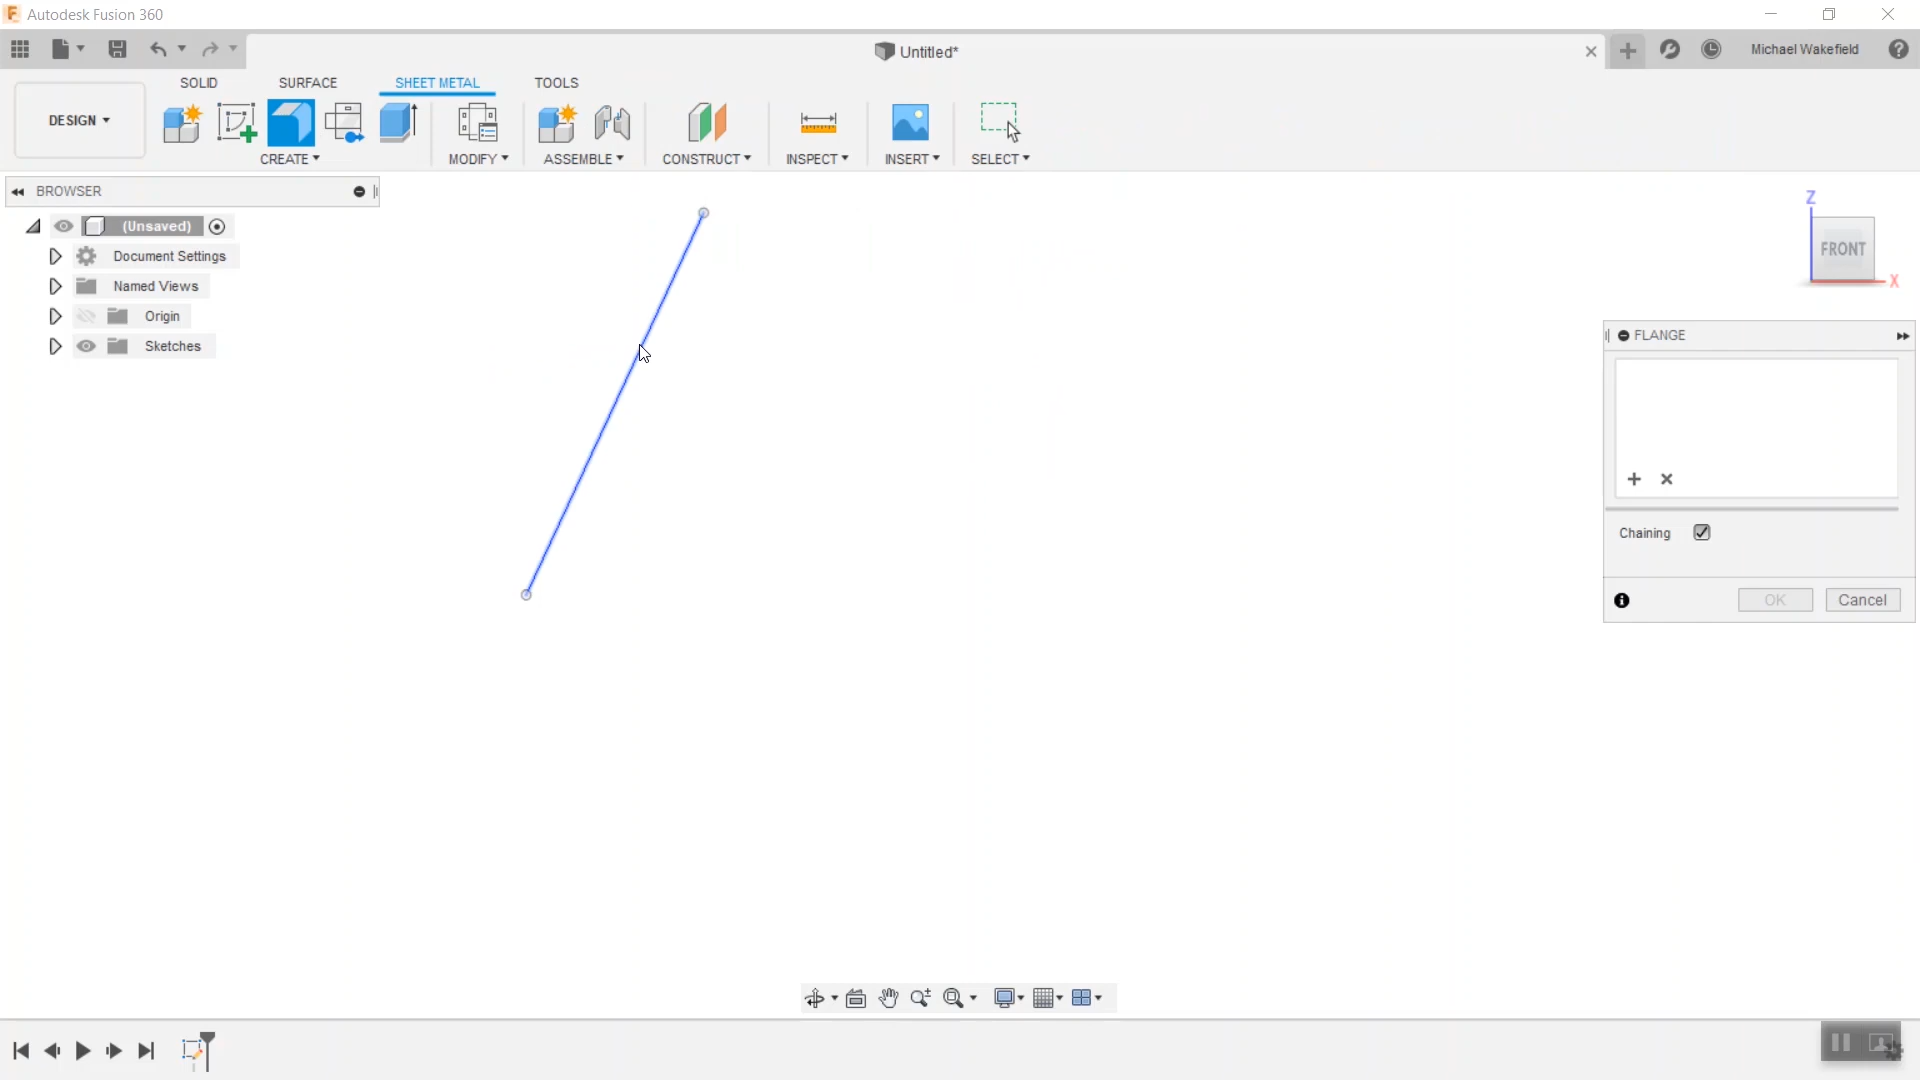 Autodesk Fusion 360
Untitled*
Michael Wakefield
DESIGN
SOLID
SURFACE
SHEET METAL
TOOLS
CREATE
MODIFY
ASSEMBLE
CONSTRUCT
INSPECT
INSERT
SELECT
BROWSER
(Unsaved)
Document Settings
Named Views
Origin
Sketches
Z
FRONT
X
FLANGE
Chaining
OK
Cancel